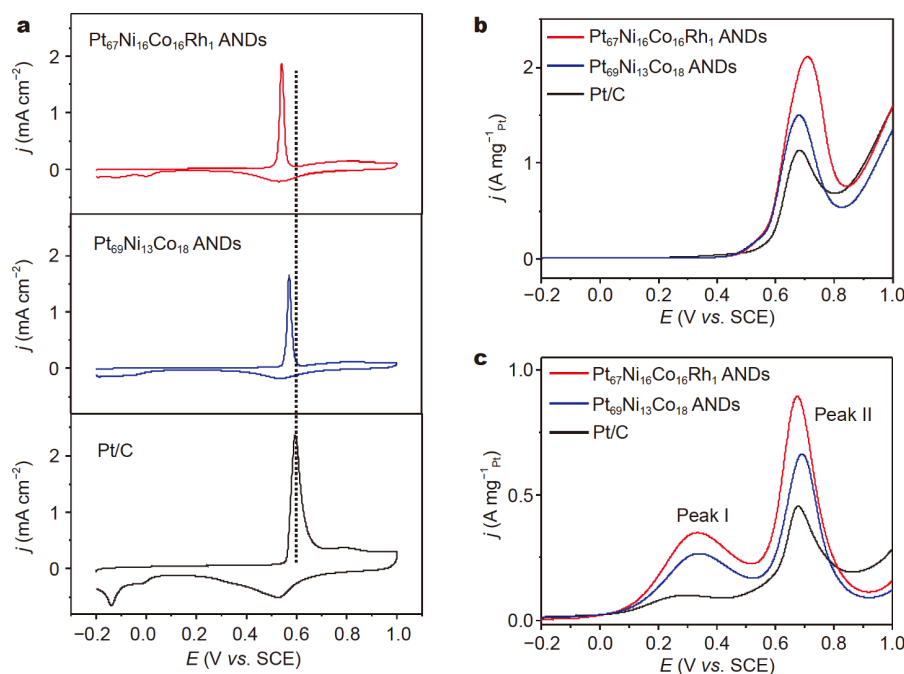 a
Pt₆₇Ni₁₆Co₁₆Rh₁ ANDs
j (mA cm⁻²)
2
1
0
Pt₆₉Ni₁₃Co₁₈ ANDs
j (mA cm⁻²)
2
1
0
Pt/C
j (mA cm⁻²)
2
1
0
−0.2 0.0 0.2 0.4 0.6 0.8 1.0
E (V vs. SCE)
b
Pt₆₇Ni₁₆Co₁₆Rh₁ ANDs
Pt₆₉Ni₁₃Co₁₈ ANDs
Pt/C
j (A mg⁻¹Pt)
2
1
0
−0.2 0.0 0.2 0.4 0.6 0.8 1.0
E (V vs. SCE)
c
Pt₆₇Ni₁₆Co₁₆Rh₁ ANDs
Pt₆₉Ni₁₃Co₁₈ ANDs
Pt/C
Peak II
Peak I
j (A mg⁻¹Pt)
1.0
0.5
0.0
−0.2 0.0 0.2 0.4 0.6 0.8 1.0
E (V vs. SCE)